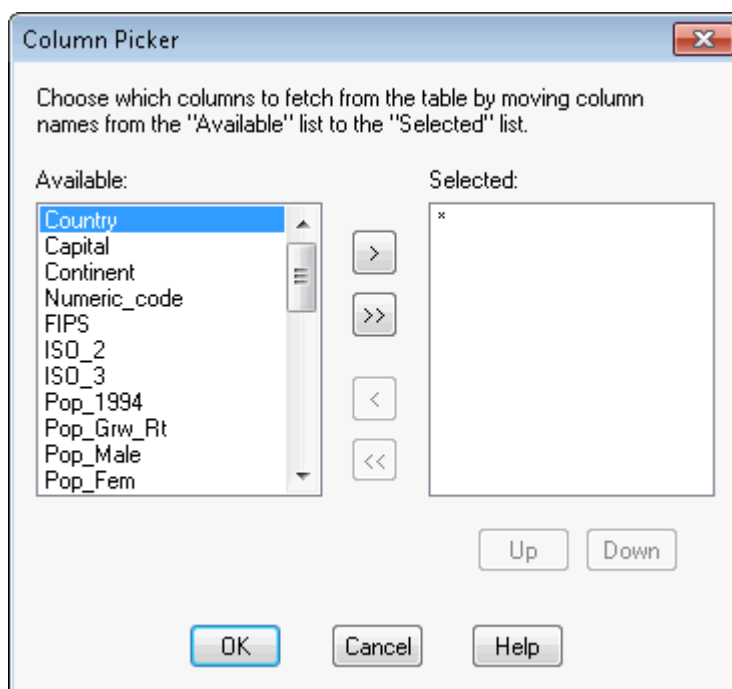 Column Picker
Choose which columns to fetch from the table by moving column
names from the "Available" list to the "Selected" list.
Available:
Selected:
Country
Capital
Continent
Numeric_code
FIPS
ISO_2
ISO_3
Pop_1994
Pop_Grw_Rt
Pop_Male
Pop_Fem
>
>>
<
<<
*
Up
Down
OK
Cancel
Help